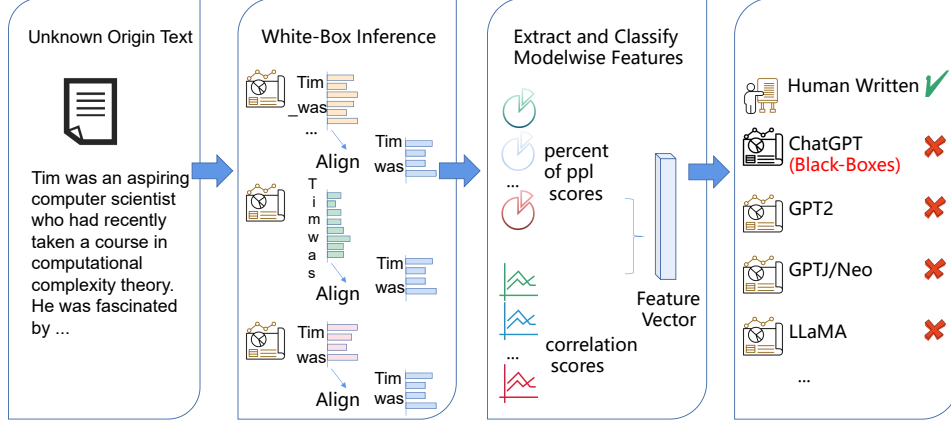 Unknown Origin Text
Tim was an aspiring
computer scientist
who had recently
taken a course in
computational
complexity theory.
He was fascinated
by ...
White-Box Inference
Tim
_was
...
Align
Tim
was
T
i
m
w
a
s
Align
Tim
was
Tim
was
Align
Tim
was
Extract and Classify
Modelwise Features
percent
of ppl
...
scores
...
correlation
scores
Feature
Vector
Human Written
ChatGPT
(Black-Boxes)
GPT2
GPTJ/Neo
LLaMA
...